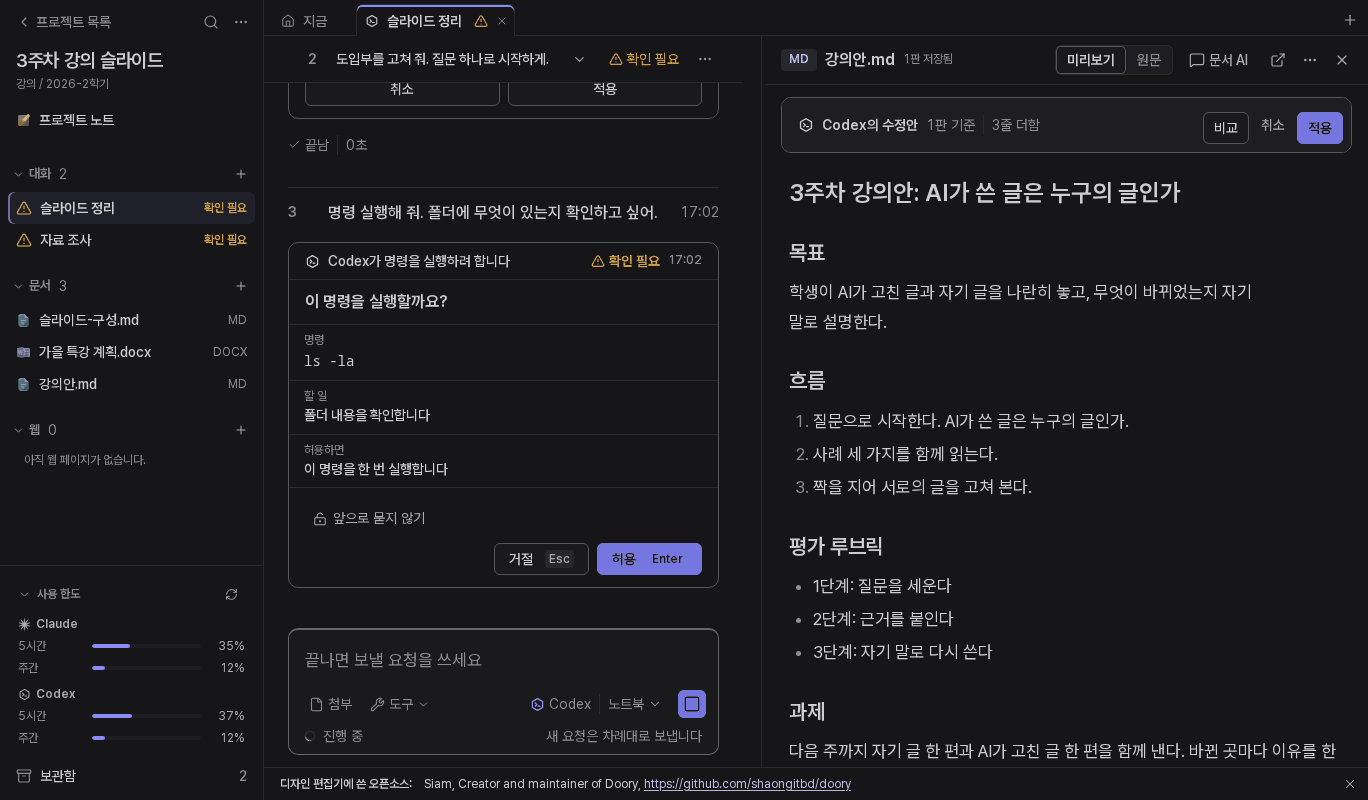 프로젝트 목록
3주차 강의 슬라이드
강의 / 2026-2학기
프로젝트 노트
대화 2
슬라이드 정리 확인 필요
자료 조사 확인 필요
문서 3
슬라이드-구성.md MD
가을 특강 계획.docx DOCX
강의안.md MD
웹 0
아직 웹 페이지가 없습니다.
사용 한도
Claude
5시간 35%
주간 12%
Codex
5시간 37%
주간 12%
보관함 2
지금
슬라이드 정리
2 도입부를 고쳐 줘. 질문 하나로 시작하게. 확인 필요
취소 적용
끝남 0초
3 명령 실행해 줘. 폴더에 무엇이 있는지 확인하고 싶어. 17:02
Codex가 명령을 실행하려 합니다 확인 필요 17:02
이 명령을 실행할까요?
명령
ls -la
할 일
폴더 내용을 확인합니다
허용하면
이 명령을 한 번 실행합니다
앞으로 묻지 않기
거절 Esc 허용 Enter
끝나면 보낼 요청을 쓰세요
첨부 도구 Codex 노트북
진행 중 새 요청은 차례대로 보냅니다
MD 강의안.md 1판 저장됨 미리보기 원문 문서 AI
Codex의 수정안 1판 기준 3줄 더함 비교 취소 적용
3주차 강의안: AI가 쓴 글은 누구의 글인가
목표
학생이 AI가 고친 글과 자기 글을 나란히 놓고, 무엇이 바뀌었는지 자기
말로 설명한다.
흐름
1. 질문으로 시작한다. AI가 쓴 글은 누구의 글인가.
2. 사례 세 가지를 함께 읽는다.
3. 짝을 지어 서로의 글을 고쳐 본다.
평가 루브릭
• 1단계: 질문을 세운다
• 2단계: 근거를 붙인다
• 3단계: 자기 말로 다시 쓴다
과제
다음 주까지 자기 글 한 편과 AI가 고친 글 한 편을 함께 낸다. 바뀐 곳마다 이유를 한
디자인 편집기에 쓴 오픈소스: Siam, Creator and maintainer of Doory, https://github.com/shaongitbd/doory